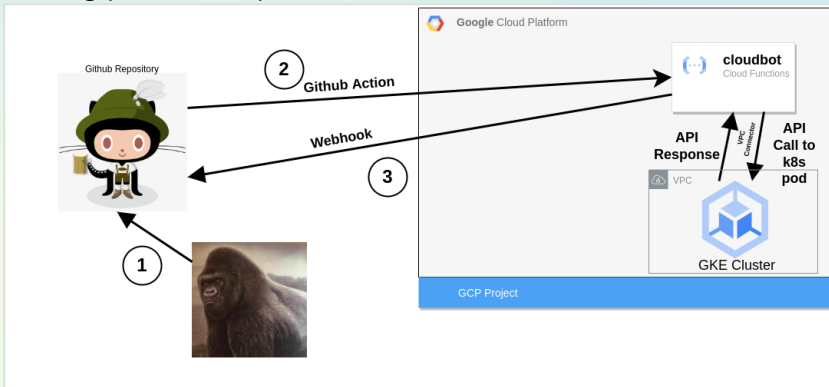 Google Cloud Platform
Github Repository
2
Github Action
cloudbot
Cloud Functions
Webhook
3
API
Response
VPC
Connector
API
Call to
k8s
pod
VPC
GKE Cluster
1
GCP Project